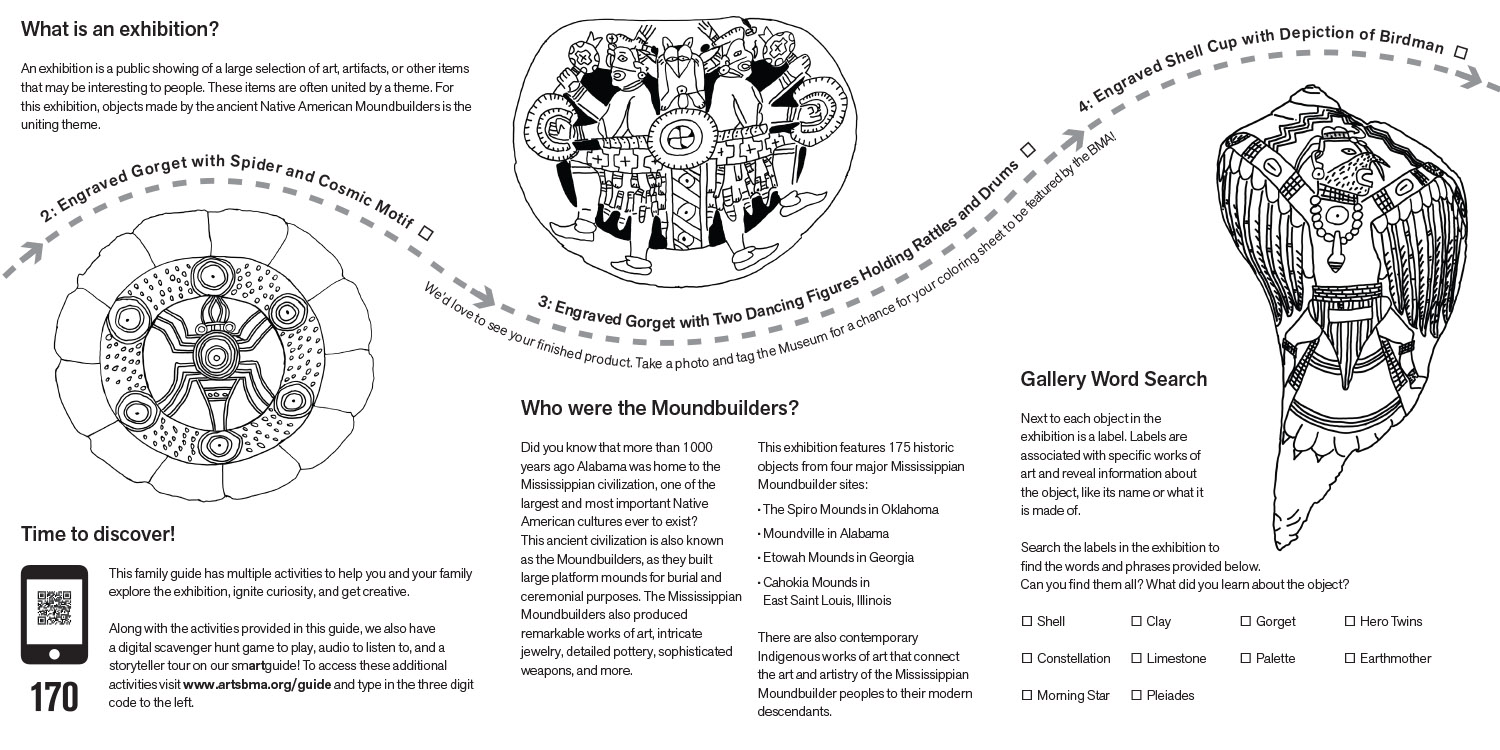 What is an exhibition?
An exhibition is a public showing of a large selection of art, artifacts, or other items
that may be interesting to people. These items are often united by a theme. For
this exhibition, objects made by the ancient Native American Moundbuilders is the
uniting theme.
2: Engraved Gorget with Spider and Cosmic Motif
We'd love to see your finished product. Take a photo and tag the Museum for a chance for your coloring sheet to be featured by the BMA!
3: Engraved Gorget with Two Dancing Figures Holding Rattles and Drums
4: Engraved Shell Cup with Depiction of Birdman
Time to discover!
This family guide has multiple activities to help you and your family
explore the exhibition, ignite curiosity, and get creative.
Along with the activities provided in this guide, we also have
a digital scavenger hunt game to play, audio to listen to, and a
storyteller tour on our smartguide! To access these additional
activities visit www.artsbma.org/guide and type in the three digit
code to the left.
170
Who were the Moundbuilders?
Did you know that more than 1000
years ago Alabama was home to the
Mississippian civilization, one of the
largest and most important Native
American cultures ever to exist?
This ancient civilization is also known
as the Moundbuilders, as they built
large platform mounds for burial and
ceremonial purposes. The Mississippian
Moundbuilders also produced
remarkable works of art, intricate
jewelry, detailed pottery, sophisticated
weapons, and more.
This exhibition features 175 historic
objects from four major Mississippian
Moundbuilder sites:
• The Spiro Mounds in Oklahoma
• Moundville in Alabama
• Etowah Mounds in Georgia
• Cahokia Mounds in
East Saint Louis, Illinois
There are also contemporary
Indigenous works of art that connect
the art and artistry of the Mississippian
Moundbuilder peoples to their modern
descendants.
Gallery Word Search
Next to each object in the
exhibition is a label. Labels are
associated with specific works of
art and reveal information about
the object, like its name or what it
is made of.
Search the labels in the exhibition to
find the words and phrases provided below.
Can you find them all? What did you learn about the object?
☐ Shell ☐ Clay ☐ Gorget ☐ Hero Twins
☐ Constellation ☐ Limestone ☐ Palette ☐ Earthmother
☐ Morning Star ☐ Pleiades